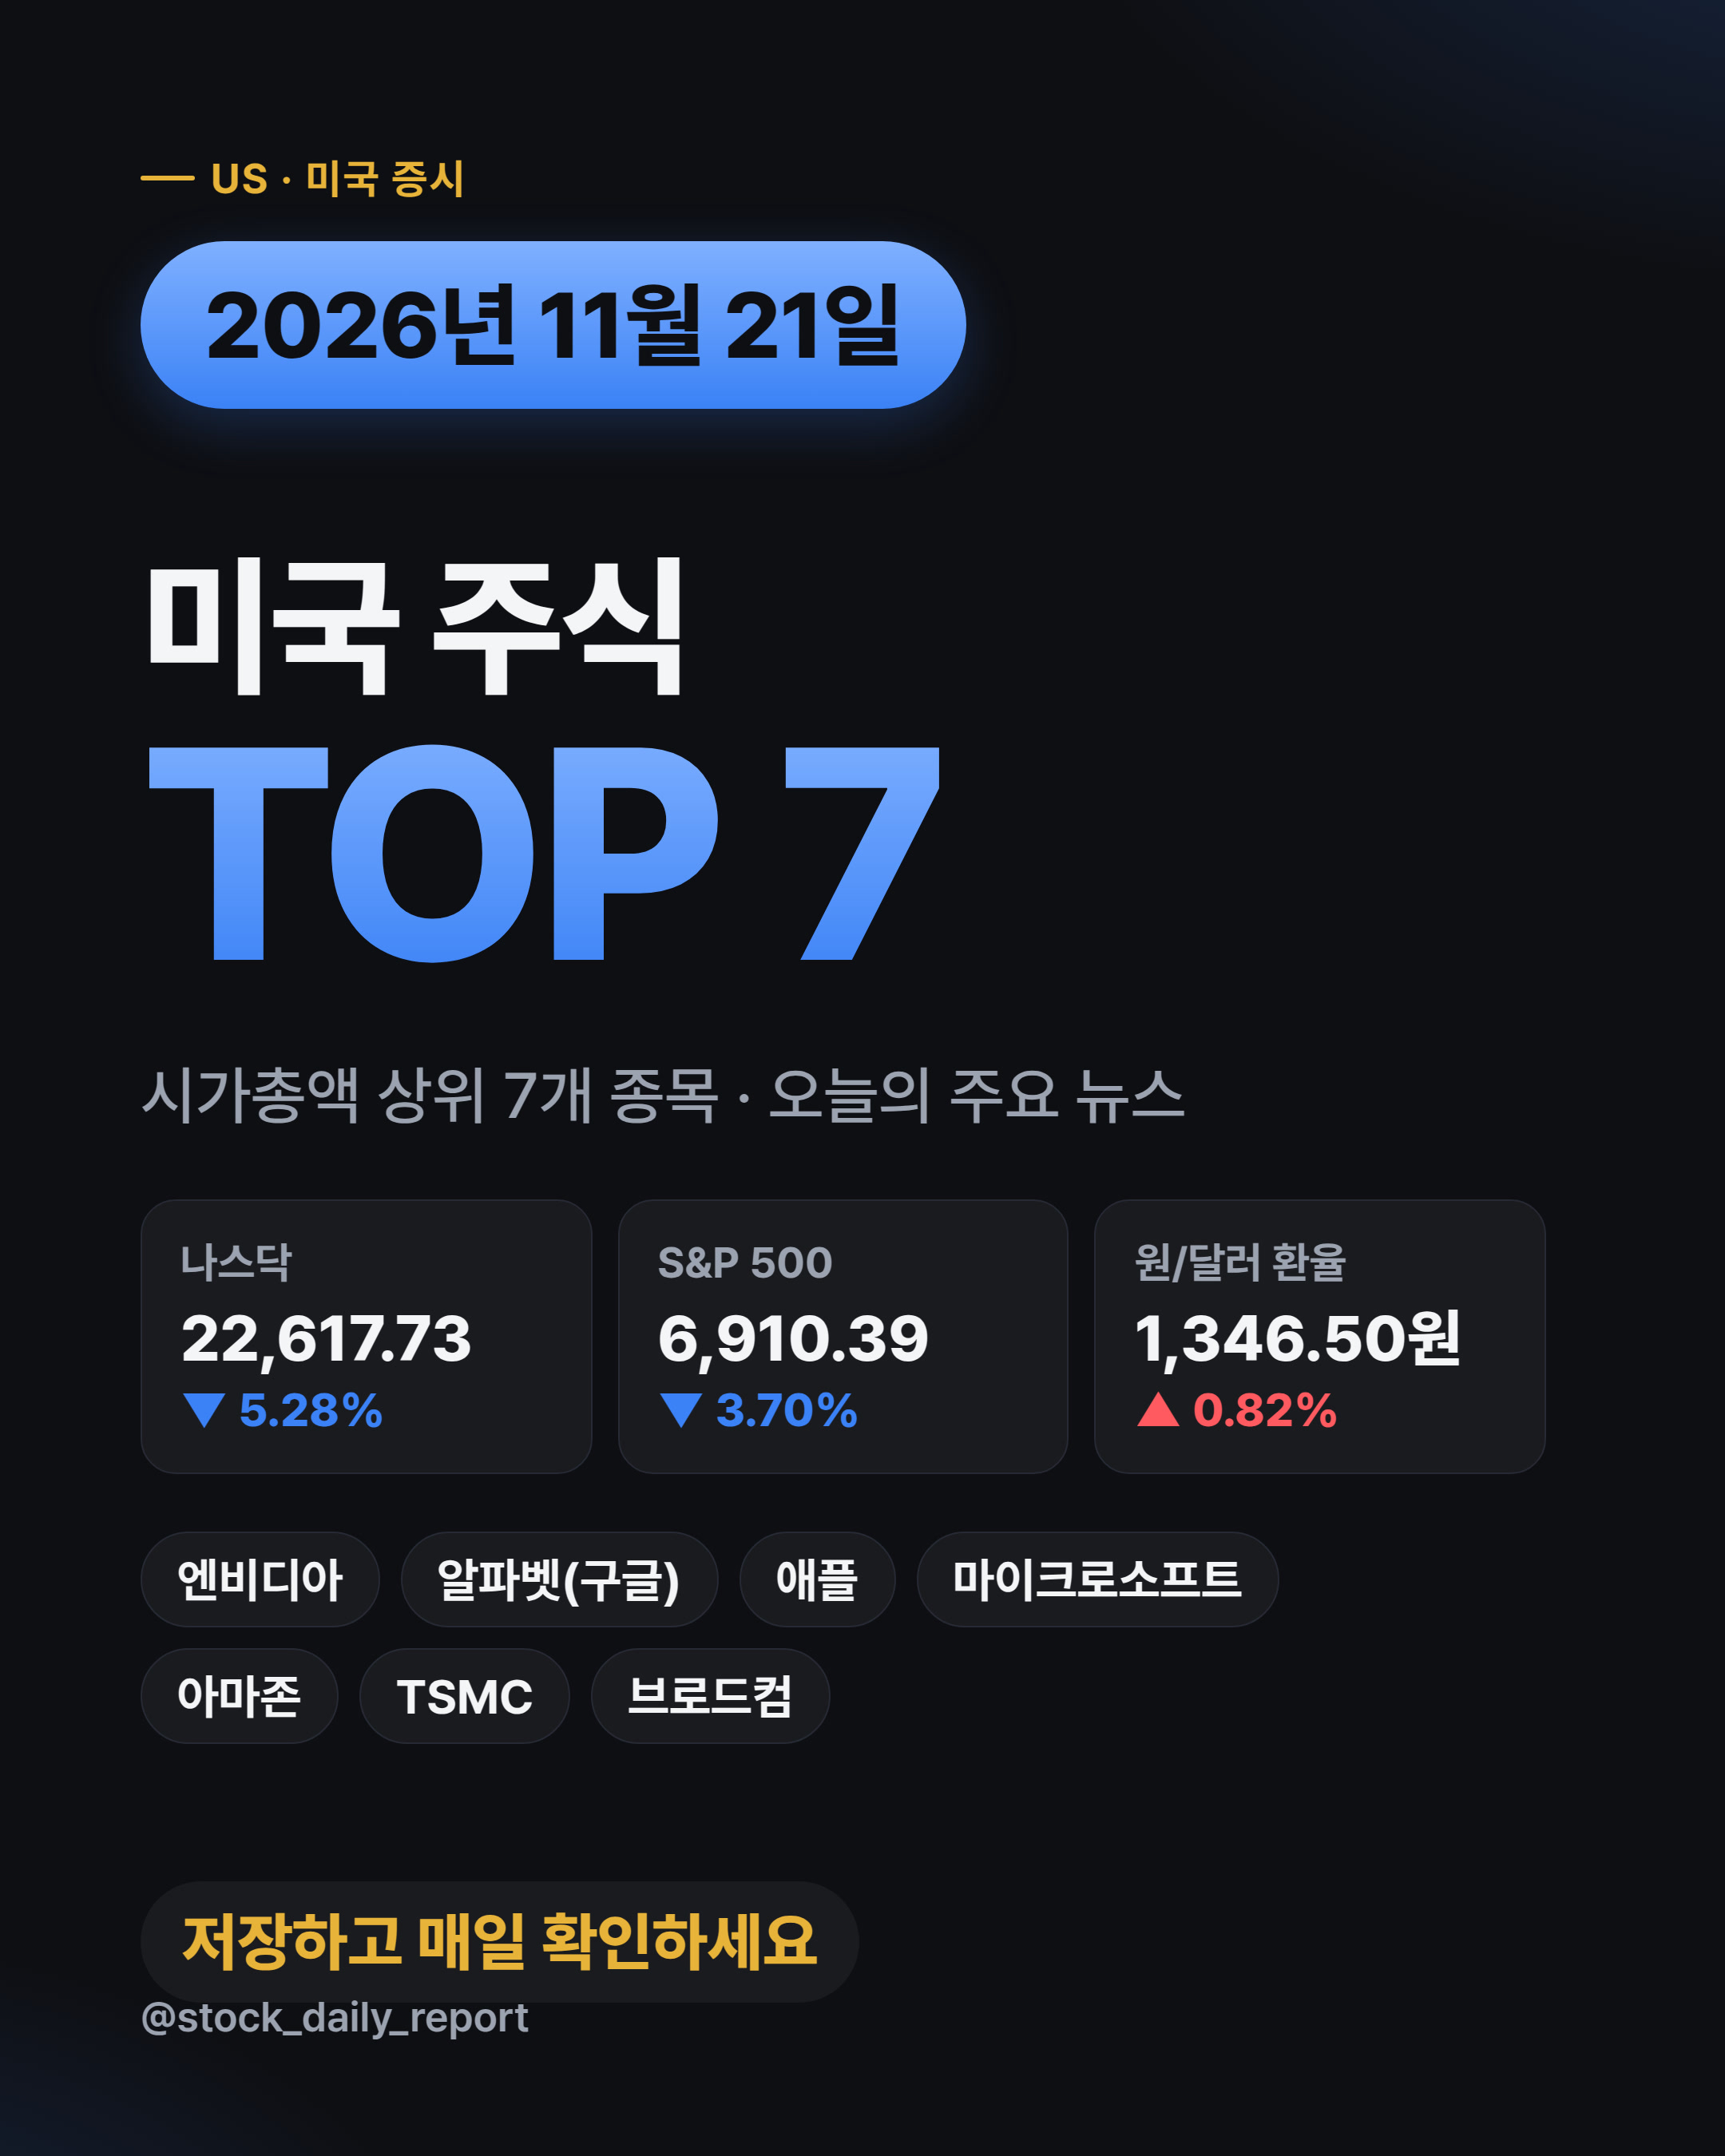 US · 미국 증시
2026년 11월 21일
미국 주식
TOP 7
시가총액 상위 7개 종목 · 오늘의 주요 뉴스
나스닥 S&P 500 원/달러 환율
22,617.73 6,910.39 1,346.50원
▼ 5.28% ▼ 3.70% ▲ 0.82%
엔비디아 알파벳(구글) 애플 마이크로소프트
아마존 TSMC 브로드컴
저장하고 매일 확인하세요
@stock_daily_report